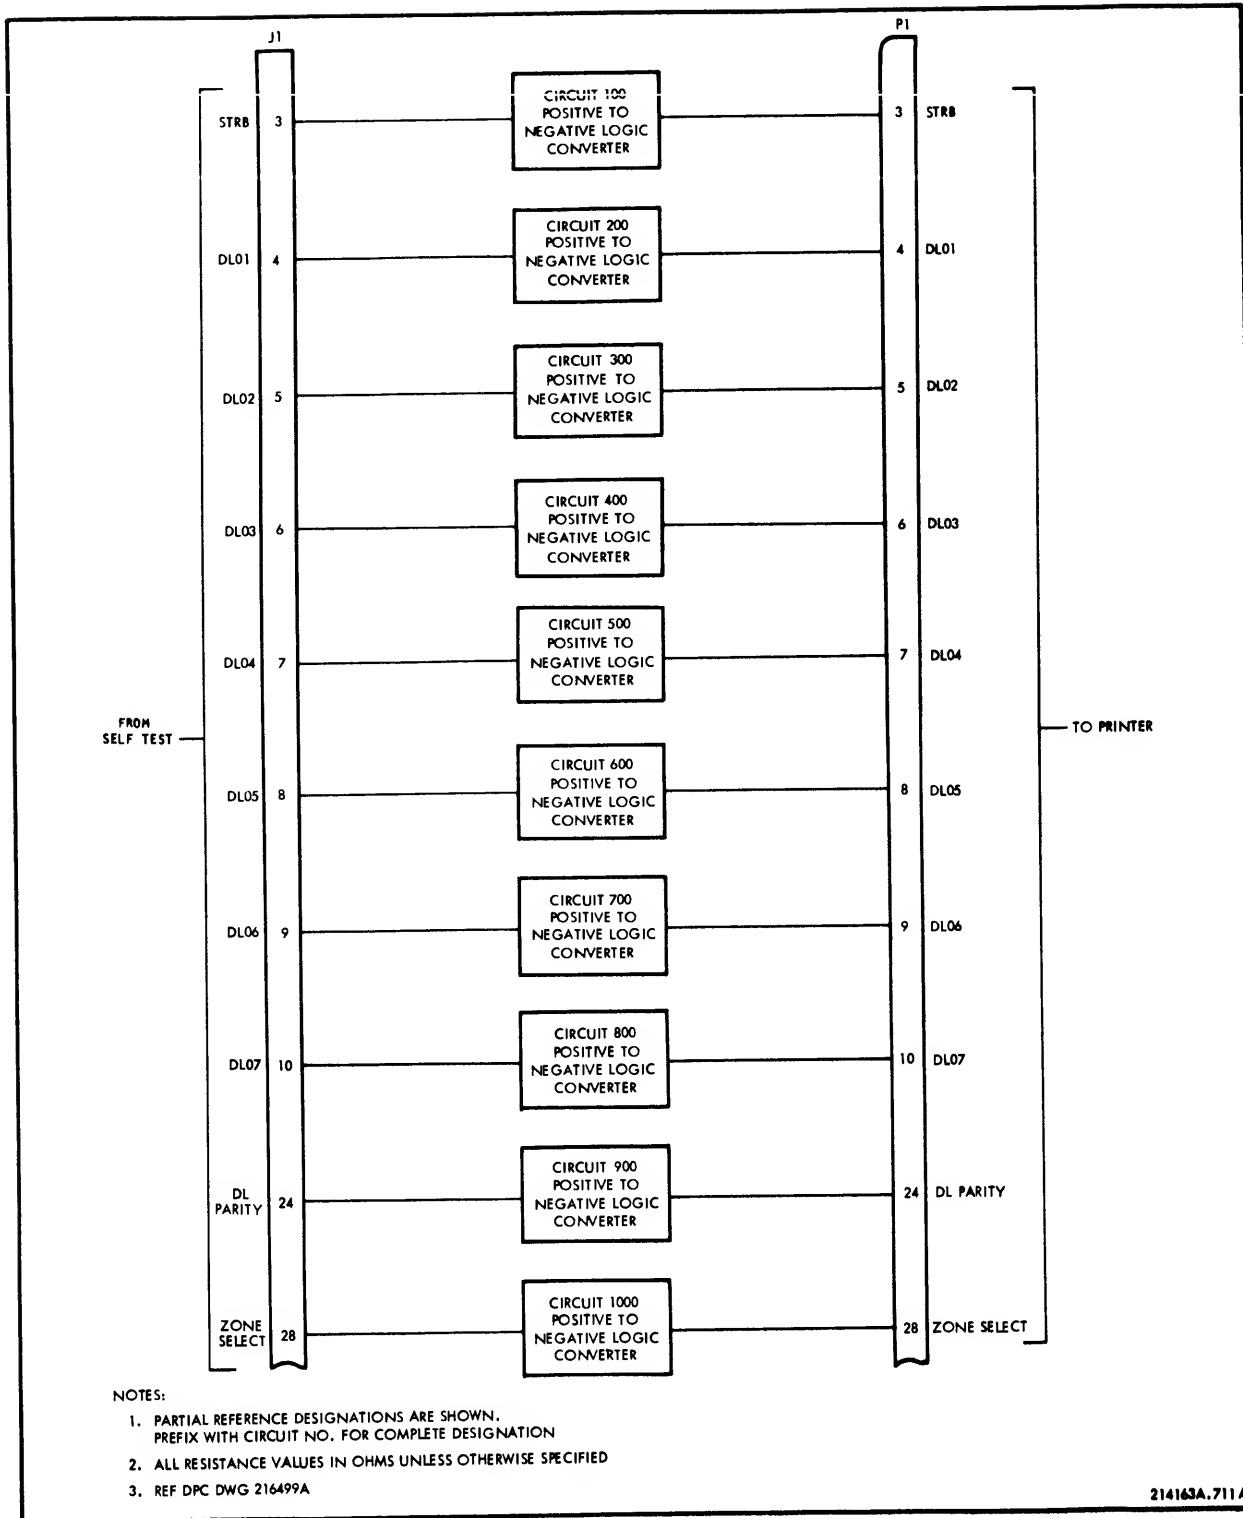 J1
P1
STRB 3
CIRCUIT 100
POSITIVE TO
NEGATIVE LOGIC
CONVERTER
3 STRB
DL01 4
CIRCUIT 200
POSITIVE TO
NEGATIVE LOGIC
CONVERTER
4 DL01
DL02 5
CIRCUIT 300
POSITIVE TO
NEGATIVE LOGIC
CONVERTER
5 DL02
DL03 6
CIRCUIT 400
POSITIVE TO
NEGATIVE LOGIC
CONVERTER
6 DL03
DL04 7
CIRCUIT 500
POSITIVE TO
NEGATIVE LOGIC
CONVERTER
7 DL04
FROM
SELF TEST
TO PRINTER
DL05 8
CIRCUIT 600
POSITIVE TO
NEGATIVE LOGIC
CONVERTER
8 DL05
DL06 9
CIRCUIT 700
POSITIVE TO
NEGATIVE LOGIC
CONVERTER
9 DL06
DL07 10
CIRCUIT 800
POSITIVE TO
NEGATIVE LOGIC
CONVERTER
10 DL07
DL
PARITY 24
CIRCUIT 900
POSITIVE TO
NEGATIVE LOGIC
CONVERTER
24 DL PARITY
ZONE
SELECT 28
CIRCUIT 1000
POSITIVE TO
NEGATIVE LOGIC
CONVERTER
28 ZONE SELECT
NOTES:
1. PARTIAL REFERENCE DESIGNATIONS ARE SHOWN.
PREFIX WITH CIRCUIT NO. FOR COMPLETE DESIGNATION
2. ALL RESISTANCE VALUES IN OHMS UNLESS OTHERWISE SPECIFIED
3. REF DPC DWG 216499A
214163A.711A